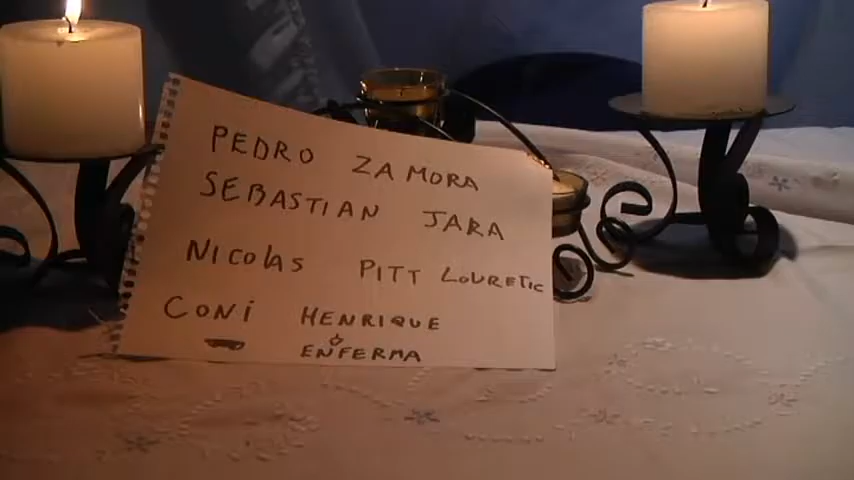 PEDRO ZAMORA
SEBASTIAN JARA
NICOLAS PITT LOURETIC
CONI HENRIQUE
ENFERMA